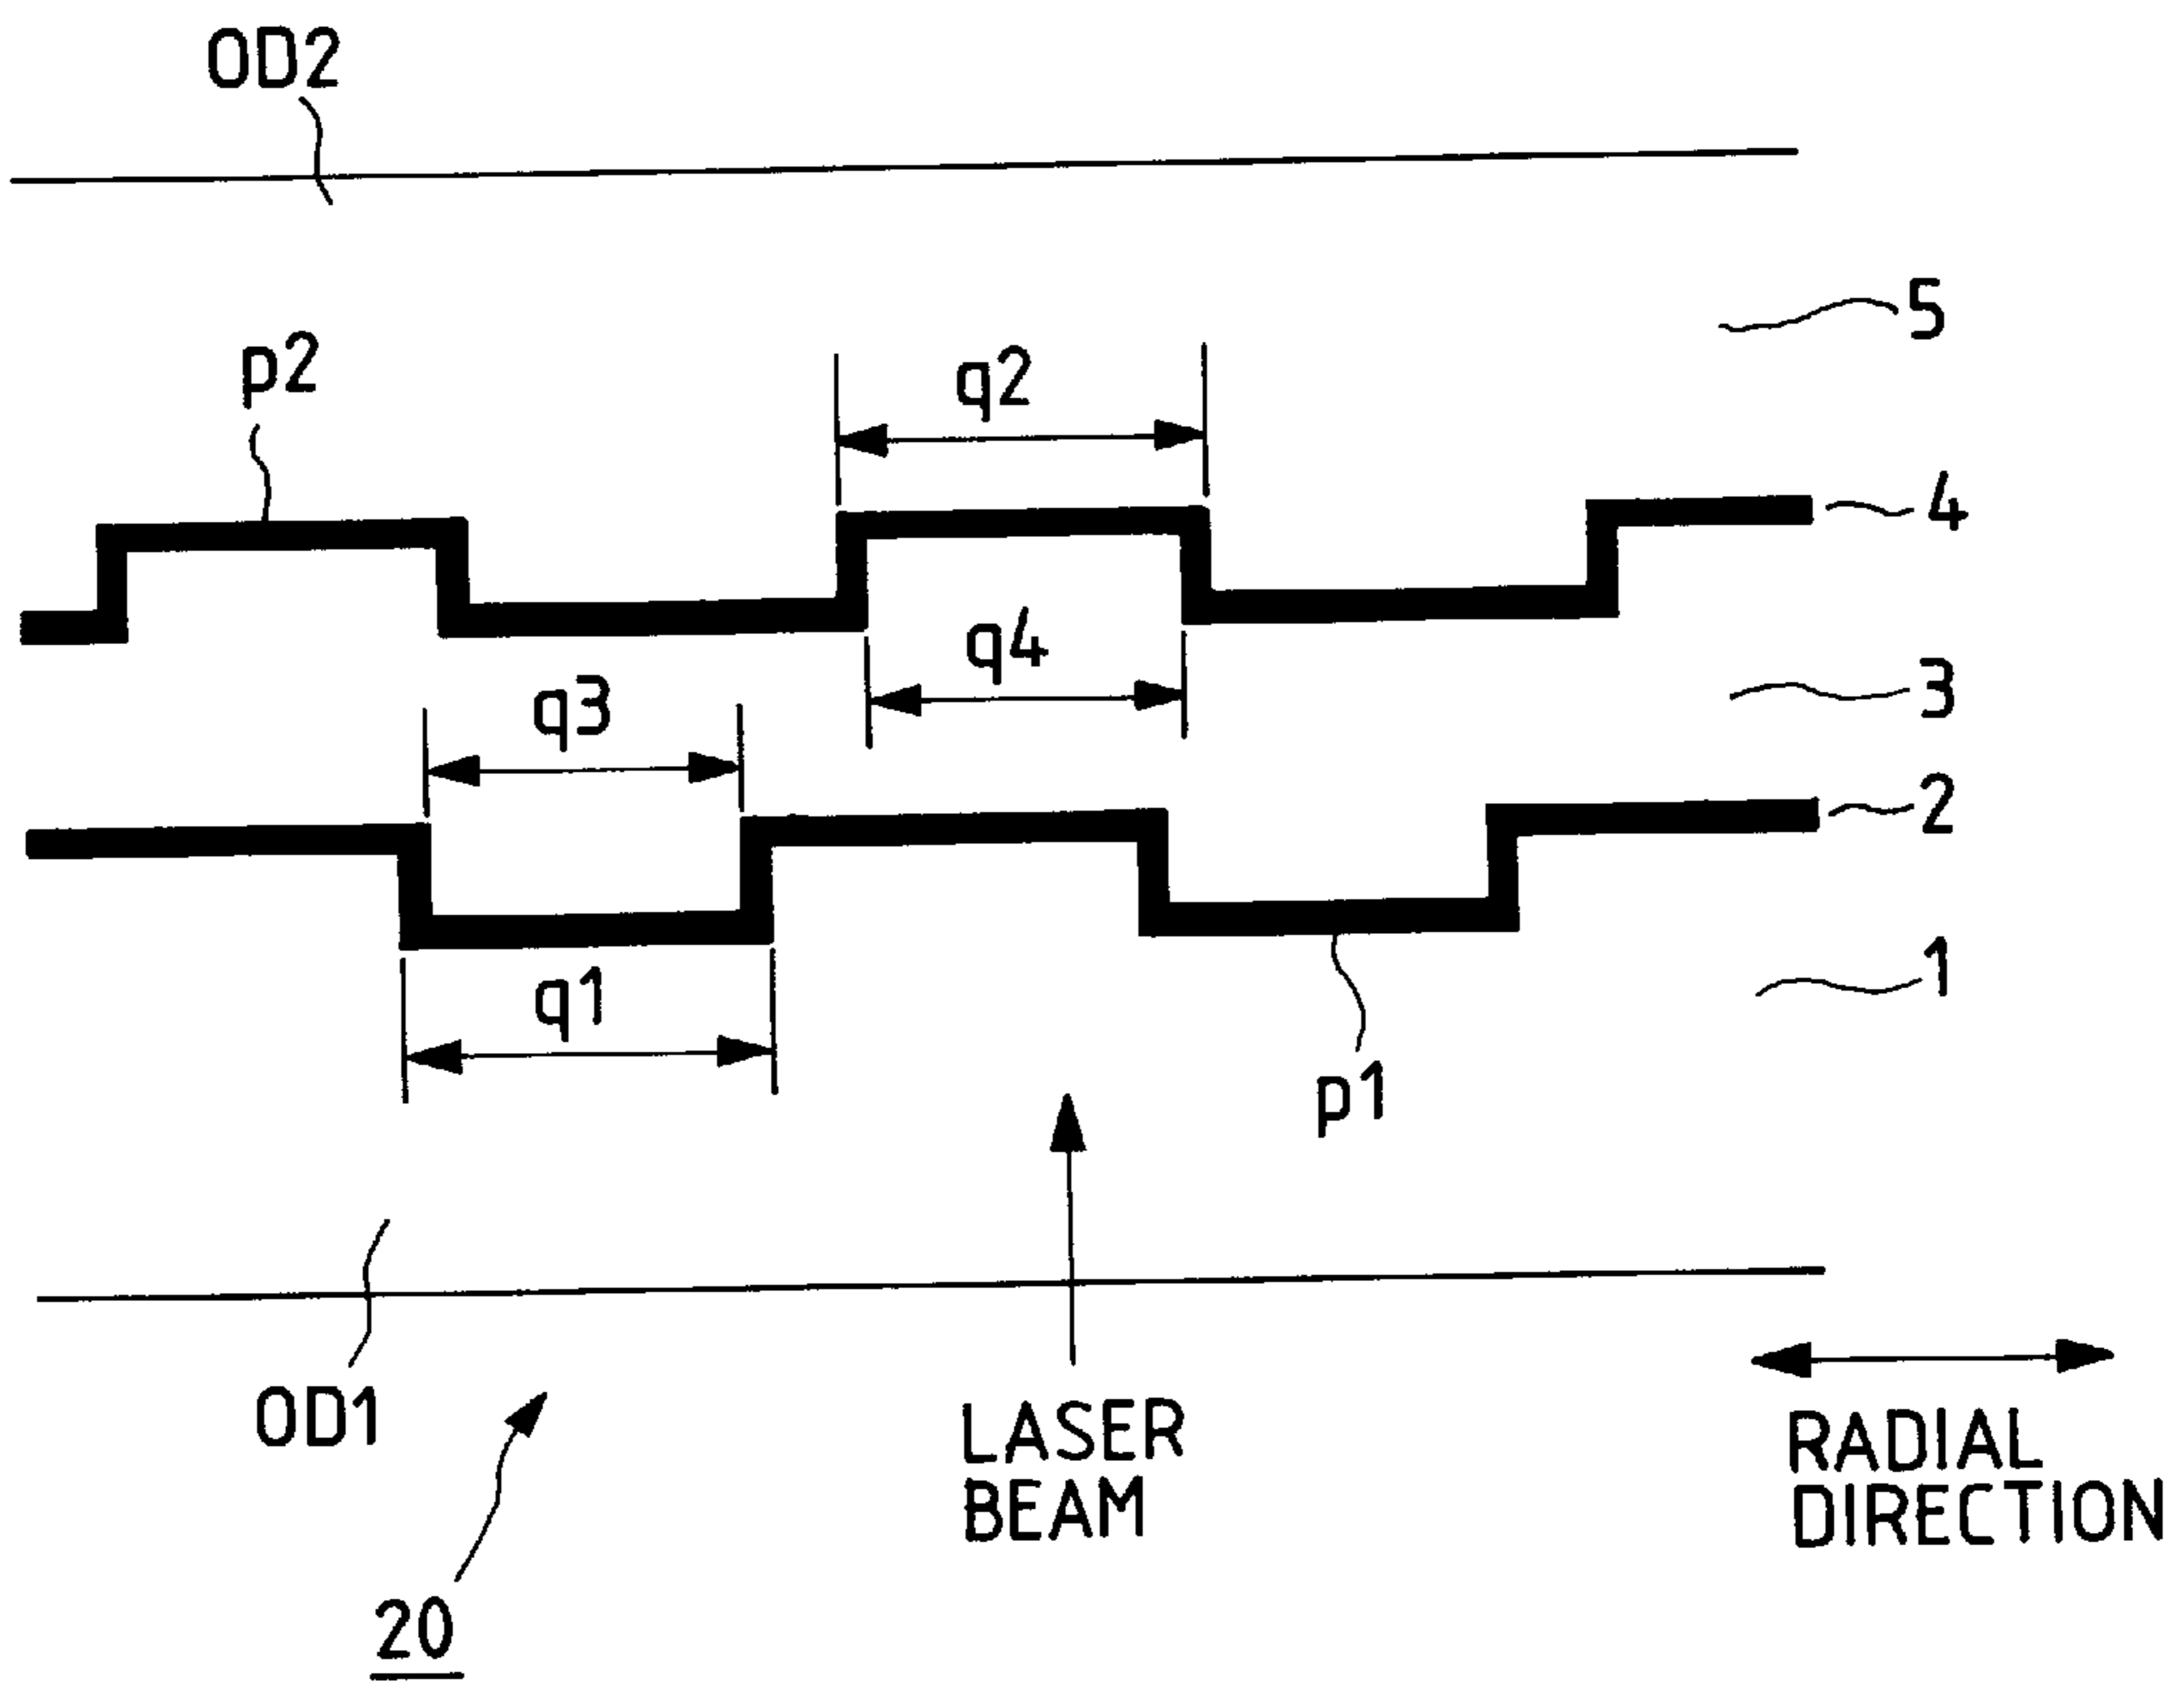 OD2
5
p2
q2
4
q4
3
q3
2
q1
1
p1
OD1
LASER
BEAM
RADIAL
DIRECTION
20